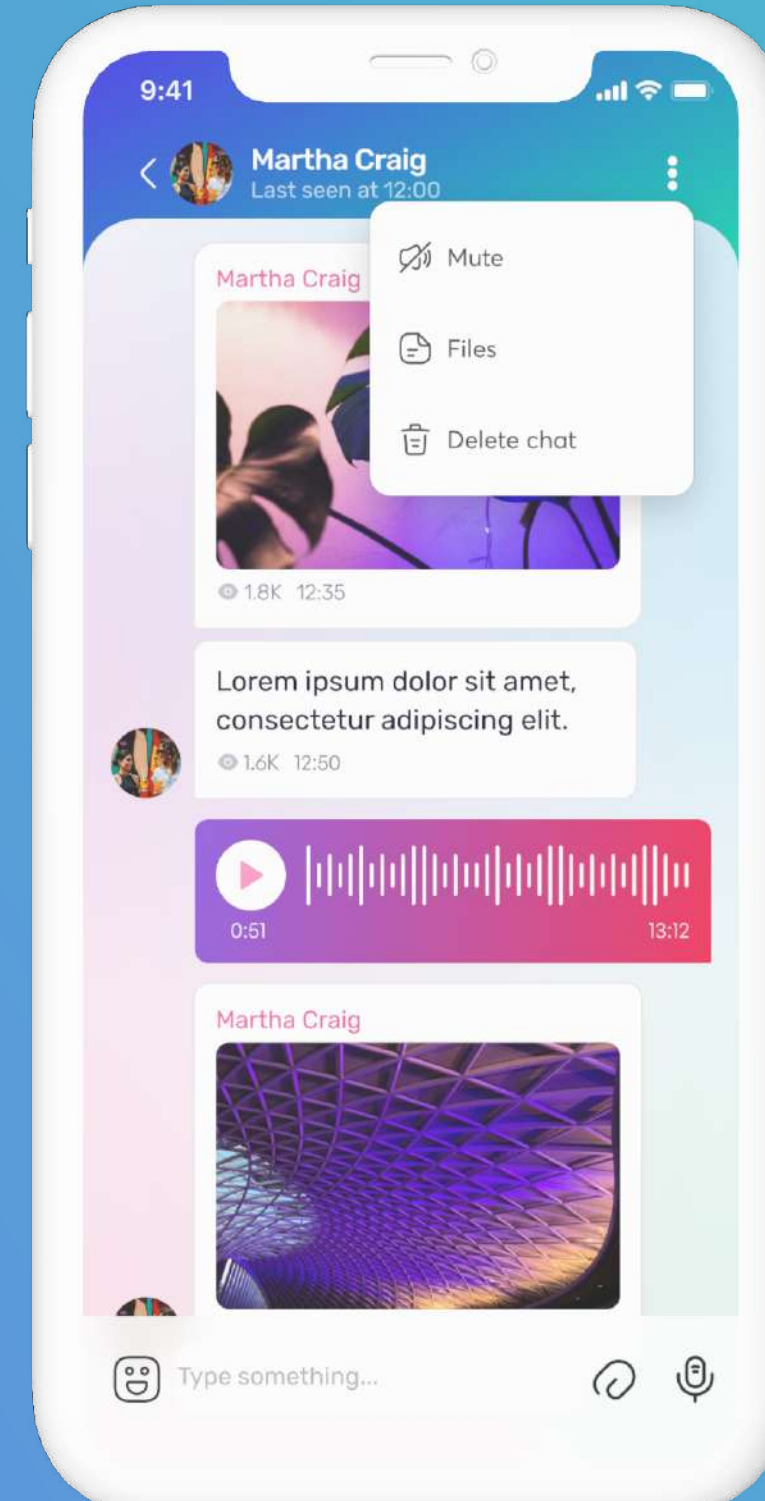 9:41
Martha Craig
Last seen at 12:00
Mute
Files
Delete chat
Martha Craig
1.8K 12:35
Lorem ipsum dolor sit amet,
consectetur adipiscing elit.
1.6K 12:50
0:51
13:12
Martha Craig
Type something...